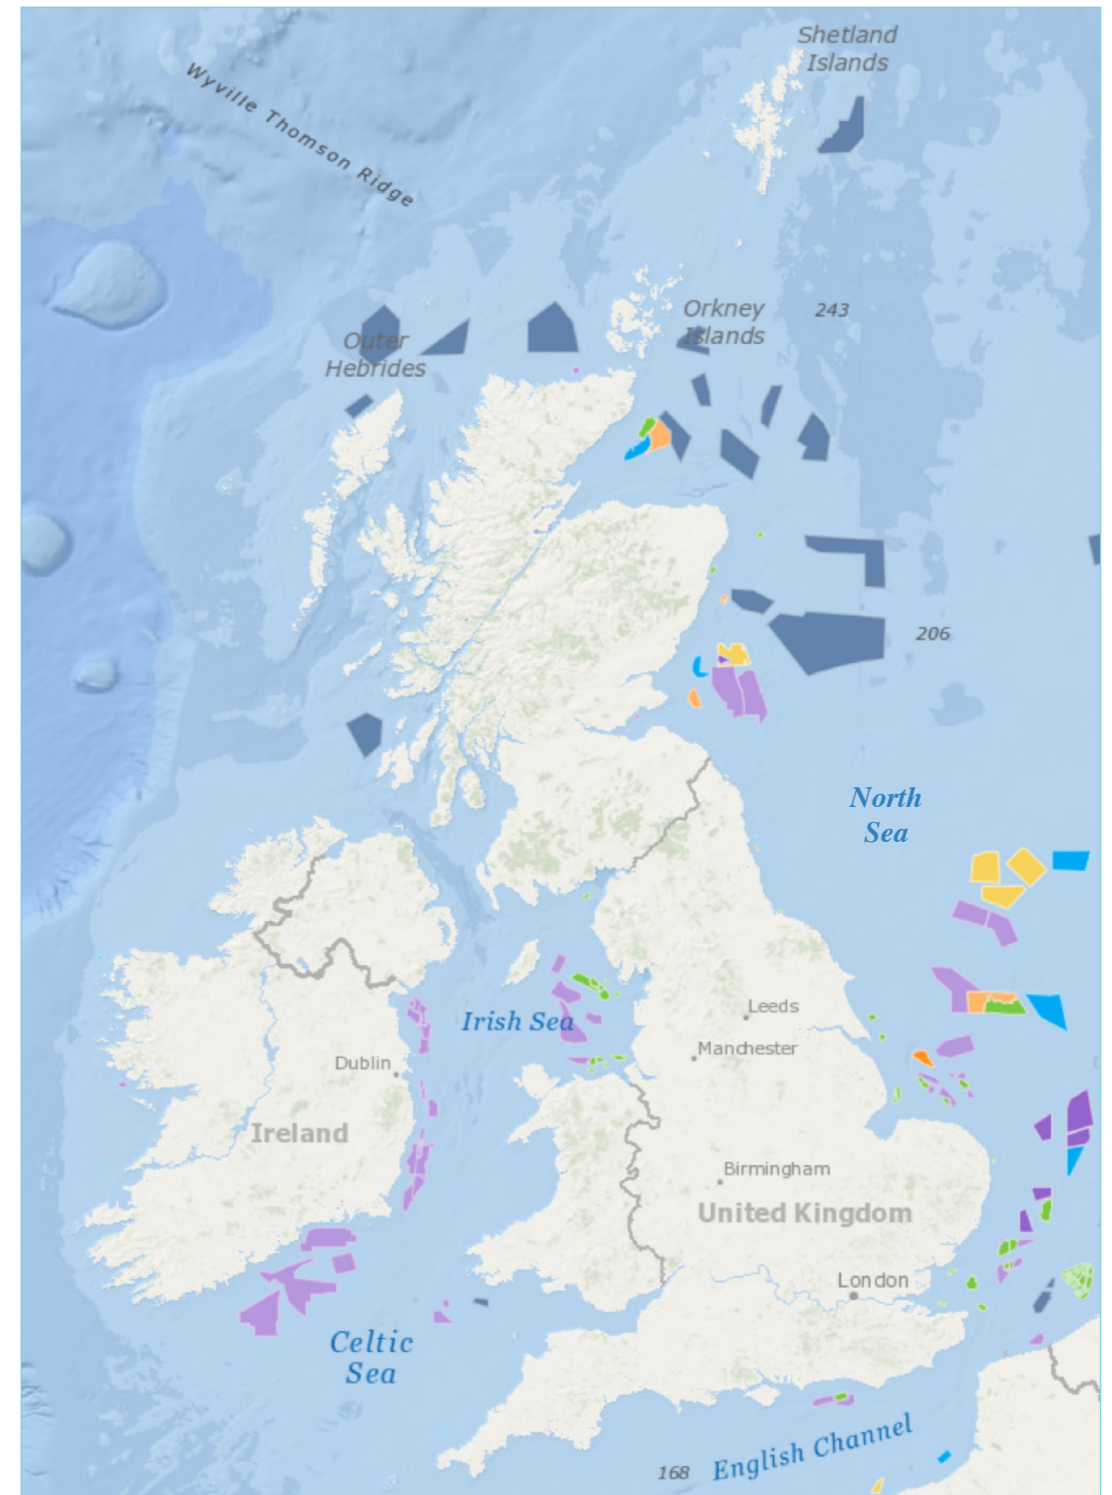 Shetland
Islands
Wyville Thomson Ridge
Orkney
Islands
243
Outer
Hebrides
206
North
Sea
Irish Sea
Leeds
Manchester
Dublin
Ireland
Birmingham
United Kingdom
London
Celtic
Sea
English Channel
168